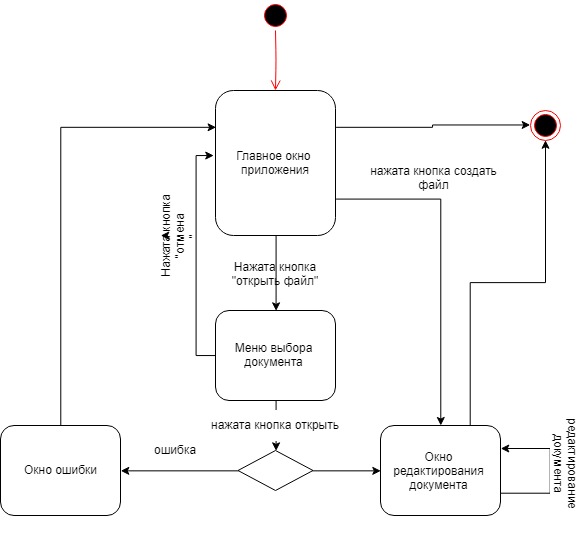 Главное окно
приложения
нажата кнопка создать
файл
Нажата кнопка
"отмена
"
Нажата кнопка
"открыть файл"
Меню выбора
документа
нажата кнопка открыть
ошибка
Окно ошибки
Окно
редактирования
документа
редактирование
документа